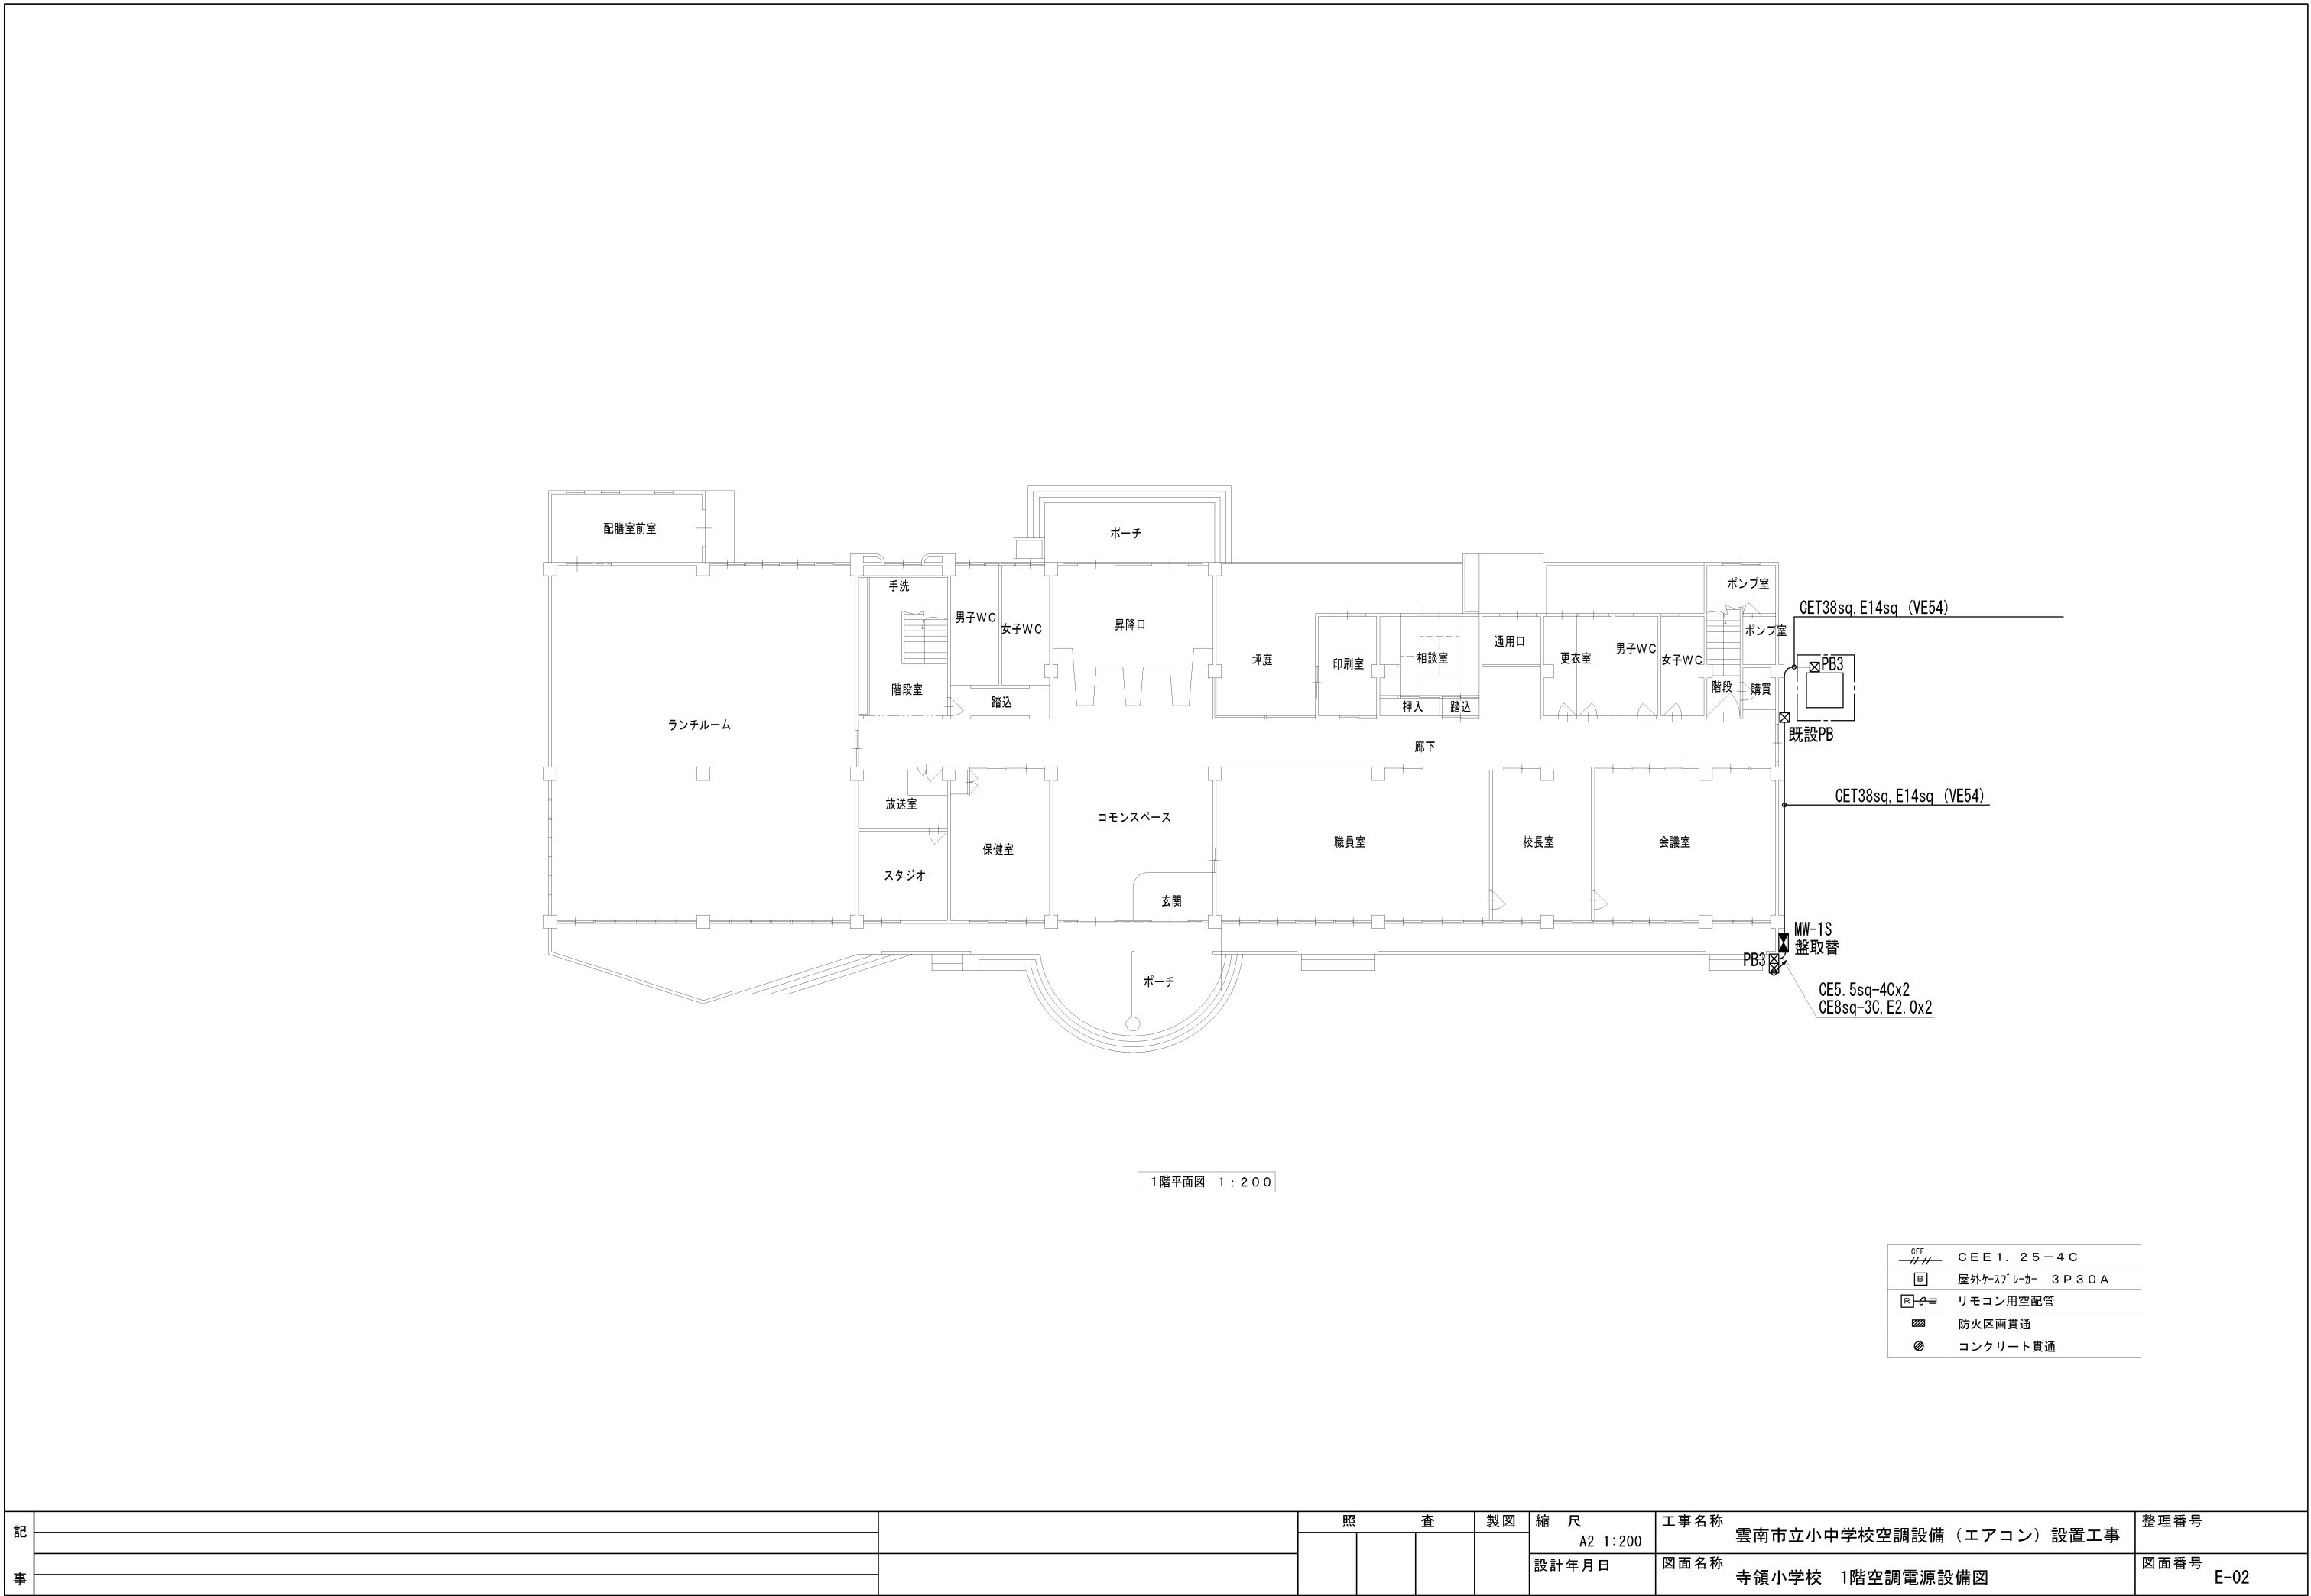 配膳室前室
ポーチ
手洗
男子WC
女子WC
昇降口
坪庭
印刷室
相談室
通用口
更衣室
男子WC
女子WC
ポンプ室
ポンプ室
CET38sq,E14sq (VE54)
PB3
階段室
踏込
押入
踏込
階段
購買
既設PB
ランチルーム
廊下
CET38sq,E14sq (VE54)
放送室
コモンスペース
スタジオ
保健室
職員室
校長室
会議室
玄関
MW-1S
盤取替
PB3
ポーチ
CE5.5sq-4Cx2
CE8sq-3C,E2.0x2
1階平面図 1:200
CEE
CEE1.25-4C
B
屋外ケースブレーカー 3P30A
R
リモコン用空配管
防火区画貫通
コンクリート貫通
記事
照 査
製図
縮 尺
A2 1:200
設計年月日
工事名称
雲南市立小中学校空調設備(エアコン)設置工事
図面名称
寺領小学校 1階空調電源設備図
整理番号
図面番号
E-02